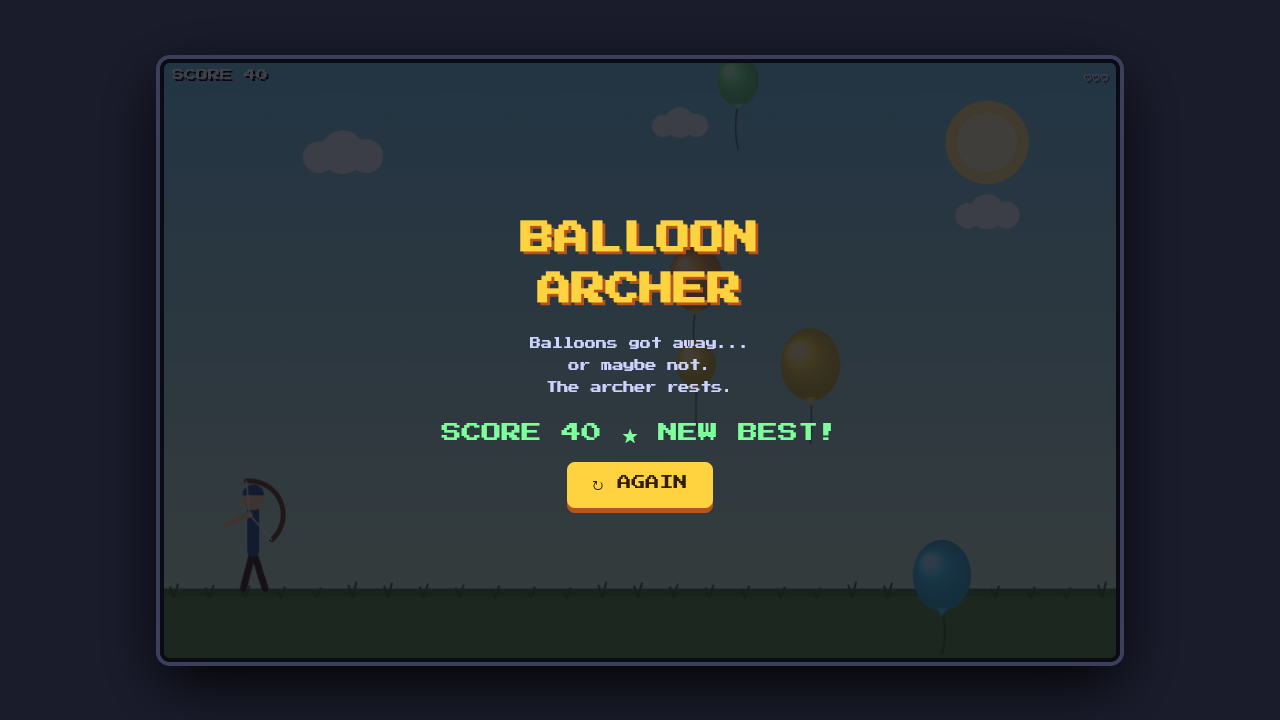 SCORE 40
♡♡♡
BALLOON
ARCHER
Balloons got away...
or maybe not.
The archer rests.
SCORE 40 ★ NEW BEST!
↻ AGAIN